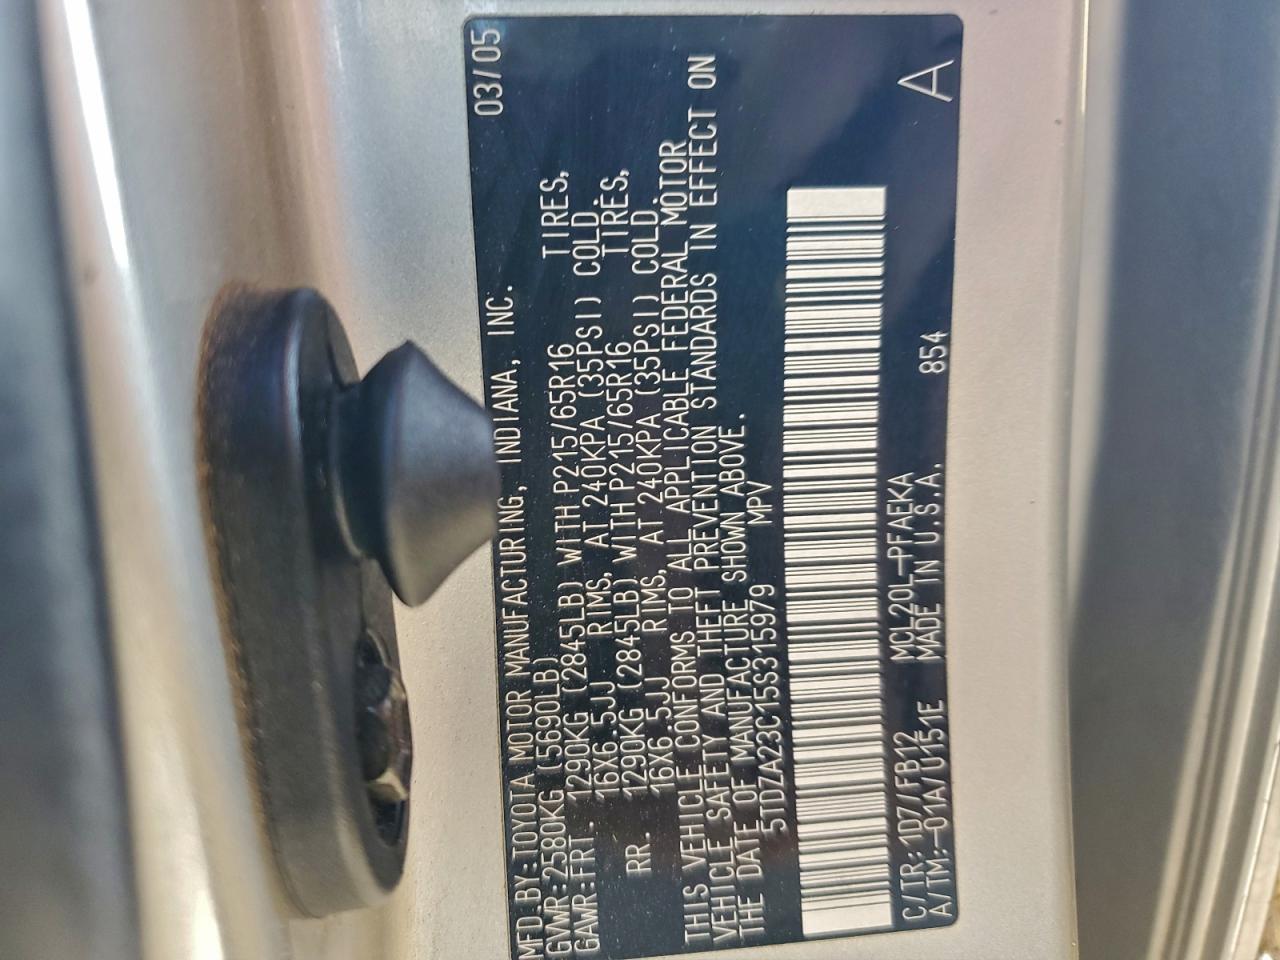 MFD.BY:TOYOTA MOTOR MANUFACTURING, INDIANA, INC. 03/05
GVWR:2580KG (5690LB)
GAWR:FRT. 1290KG (2845LB) WITH P215/65R16 TIRES,
16X6.5JJ RIMS, AT 240KPA (35PSI) COLD.
RR. 1290KG (2845LB) WITH P215/65R16 TIRES,
16X6.5JJ RIMS, AT 240KPA (35PSI) COLD.
THIS VEHICLE CONFORMS TO ALL APPLICABLE FEDERAL MOTOR
VEHICLE SAFETY AND THEFT PREVENTION STANDARDS IN EFFECT ON
THE DATE OF MANUFACTURE SHOWN ABOVE.
5TDZA23C15S315979 MPV
C/TR:1D7/FB12 MCL20L-PFAEKA
A/TM:-01A/U151E MADE IN U.S.A. 854 A